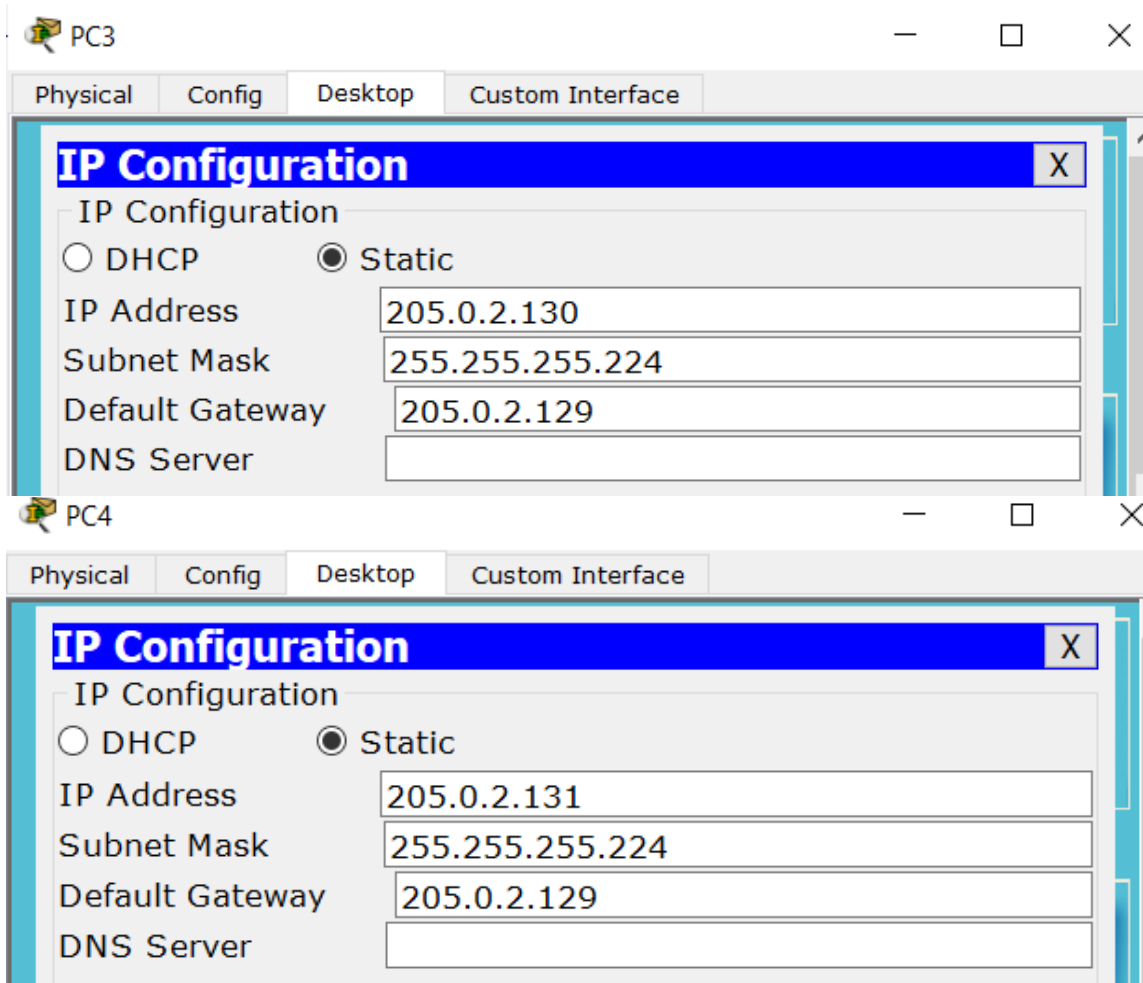 PC3
Physical Config Desktop Custom Interface
IP Configuration X
IP Configuration
DHCP Static
IP Address 205.0.2.130
Subnet Mask 255.255.255.224
Default Gateway 205.0.2.129
DNS Server
PC4
Physical Config Desktop Custom Interface
IP Configuration X
IP Configuration
DHCP Static
IP Address 205.0.2.131
Subnet Mask 255.255.255.224
Default Gateway 205.0.2.129
DNS Server